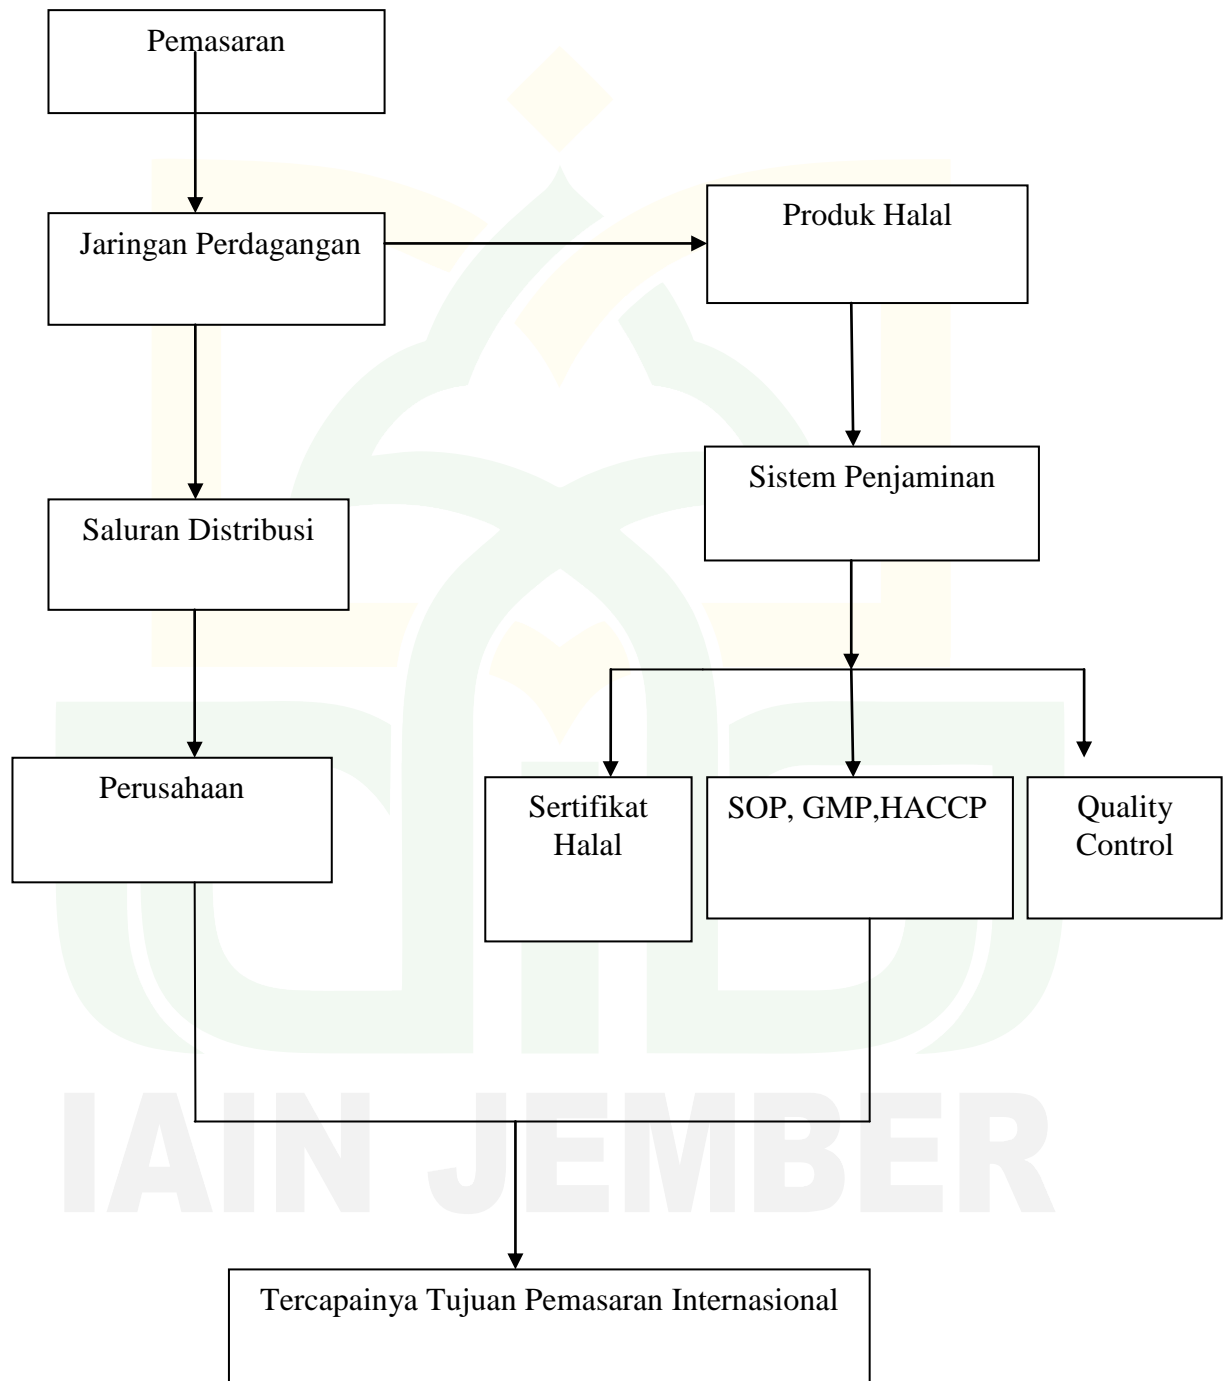 Pemasaran
Jaringan Perdagangan
Produk Halal
Sistem Penjaminan
Saluran Distribusi
Perusahaan
Sertifikat
Halal
SOP, GMP,HACCP
Quality
Control
IAIN JEMBER
Tercapainya Tujuan Pemasaran Internasional